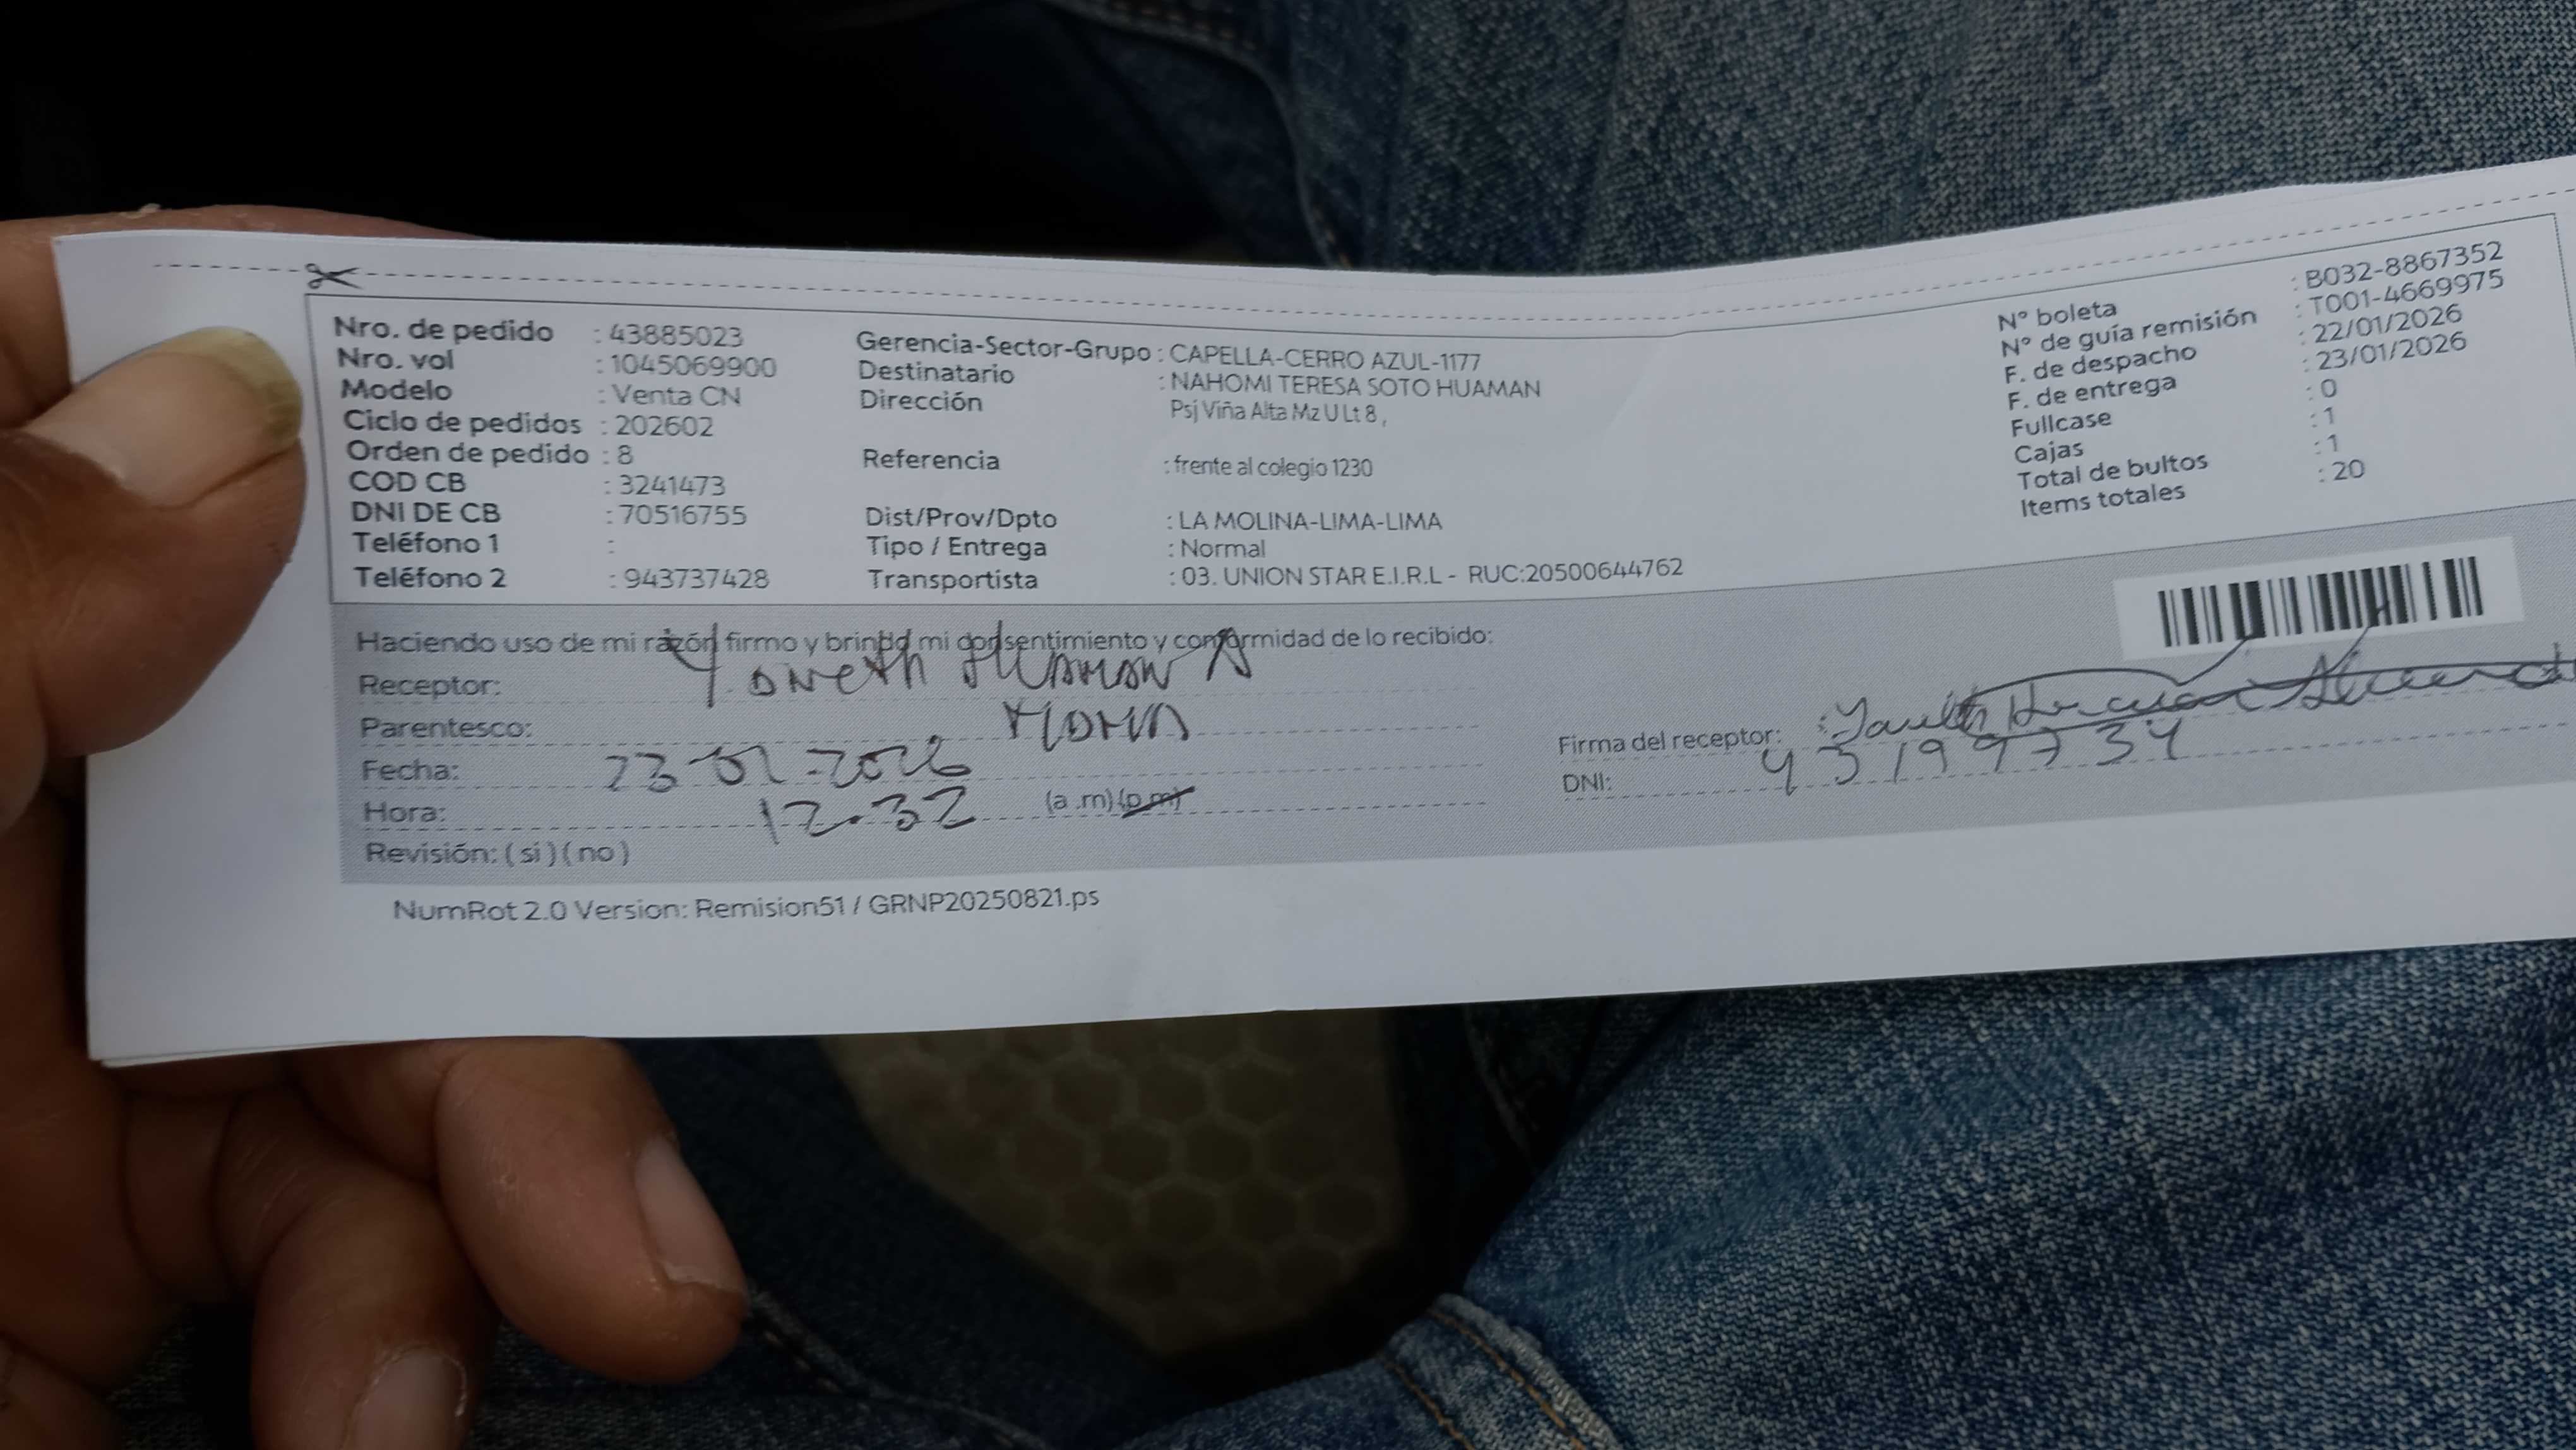 Nro. de pedido : 43885023
Nro. vol : 1045069900
Modelo : Venta CN
Ciclo de pedidos : 202602
Orden de pedido : 8
COD CB : 3241473
DNI DE CB : 70516755
Teléfono 1 :
Teléfono 2 : 943737428
Gerencia-Sector-Grupo : CAPELLA-CERRO AZUL-1177
Destinatario : NAHOMI TERESA SOTO HUAMAN
Dirección Psj Viña Alta Mz U Lt 8 ,
Referencia : frente al colegio 1230
Dist/Prov/Dpto : LA MOLINA-LIMA-LIMA
Tipo / Entrega : Normal
Transportista : 03. UNION STAR E.I.R.L - RUC:20500644762
N° boleta : B032-8867352
N° de guía remisión : T001-4669975
F. de despacho : 22/01/2026
F. de entrega : 23/01/2026
Fullcase : 0
Cajas : 1
Total de bultos : 1
Items totales : 20
Haciendo uso de mi razón firmo y brindo mi consentimiento y conformidad de lo recibido:
Receptor: Yaneth Huaman A
Parentesco:
Fecha: 23-01-2026
Hora: 12.32 (a .m) (p.m)
Revisión: ( si ) ( no )
Firma del receptor:
DNI: 43199734
NumRot 2.0 Version: Remision51 / GRNP20250821.ps